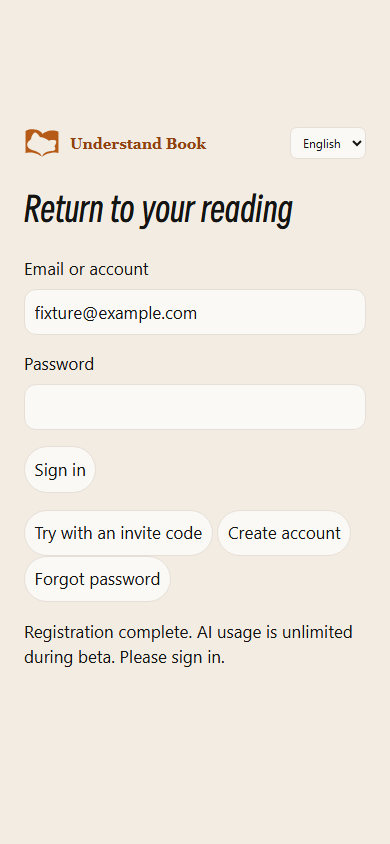 Understand Book
English
Return to your reading
Email or account
fixture@example.com
Password
Sign in
Try with an invite code
Create account
Forgot password
Registration complete. AI usage is unlimited
during beta. Please sign in.